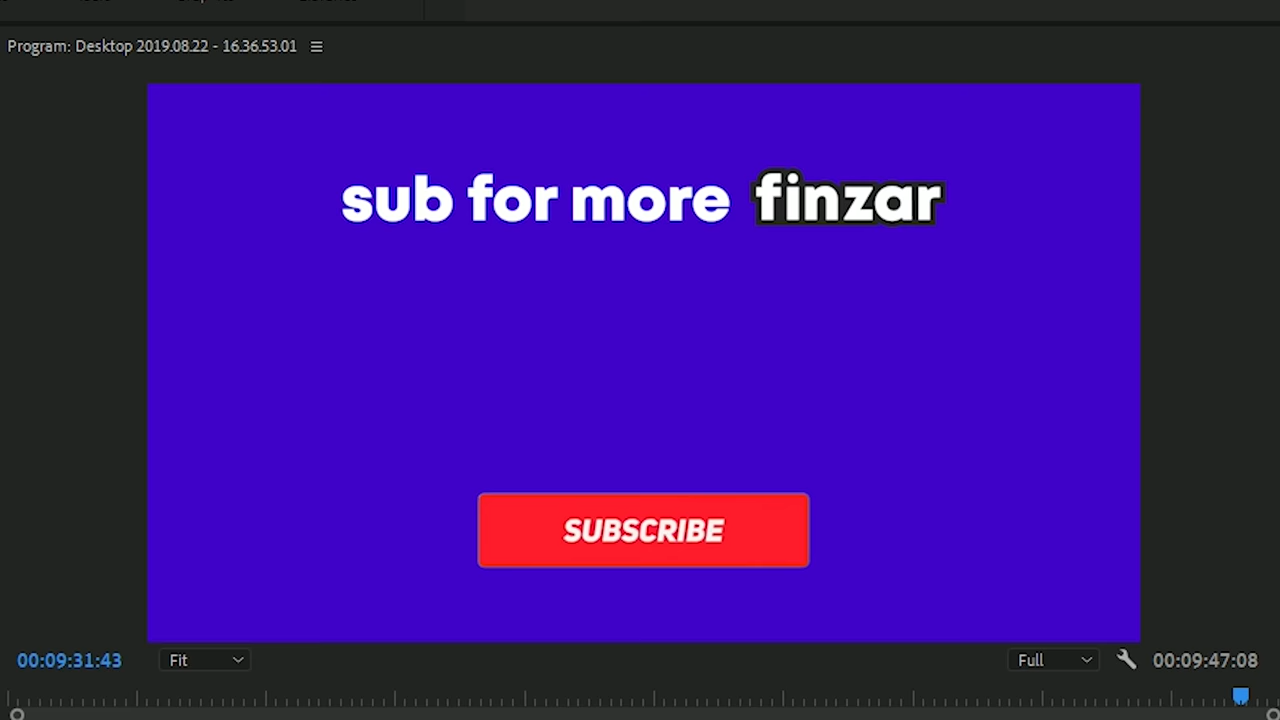 Program: Desktop 2019.08.22 - 16.36.53.01
sub for more finzar
SUBSCRIBE
00:09:31:43
Fit
Full
00:09:47:08